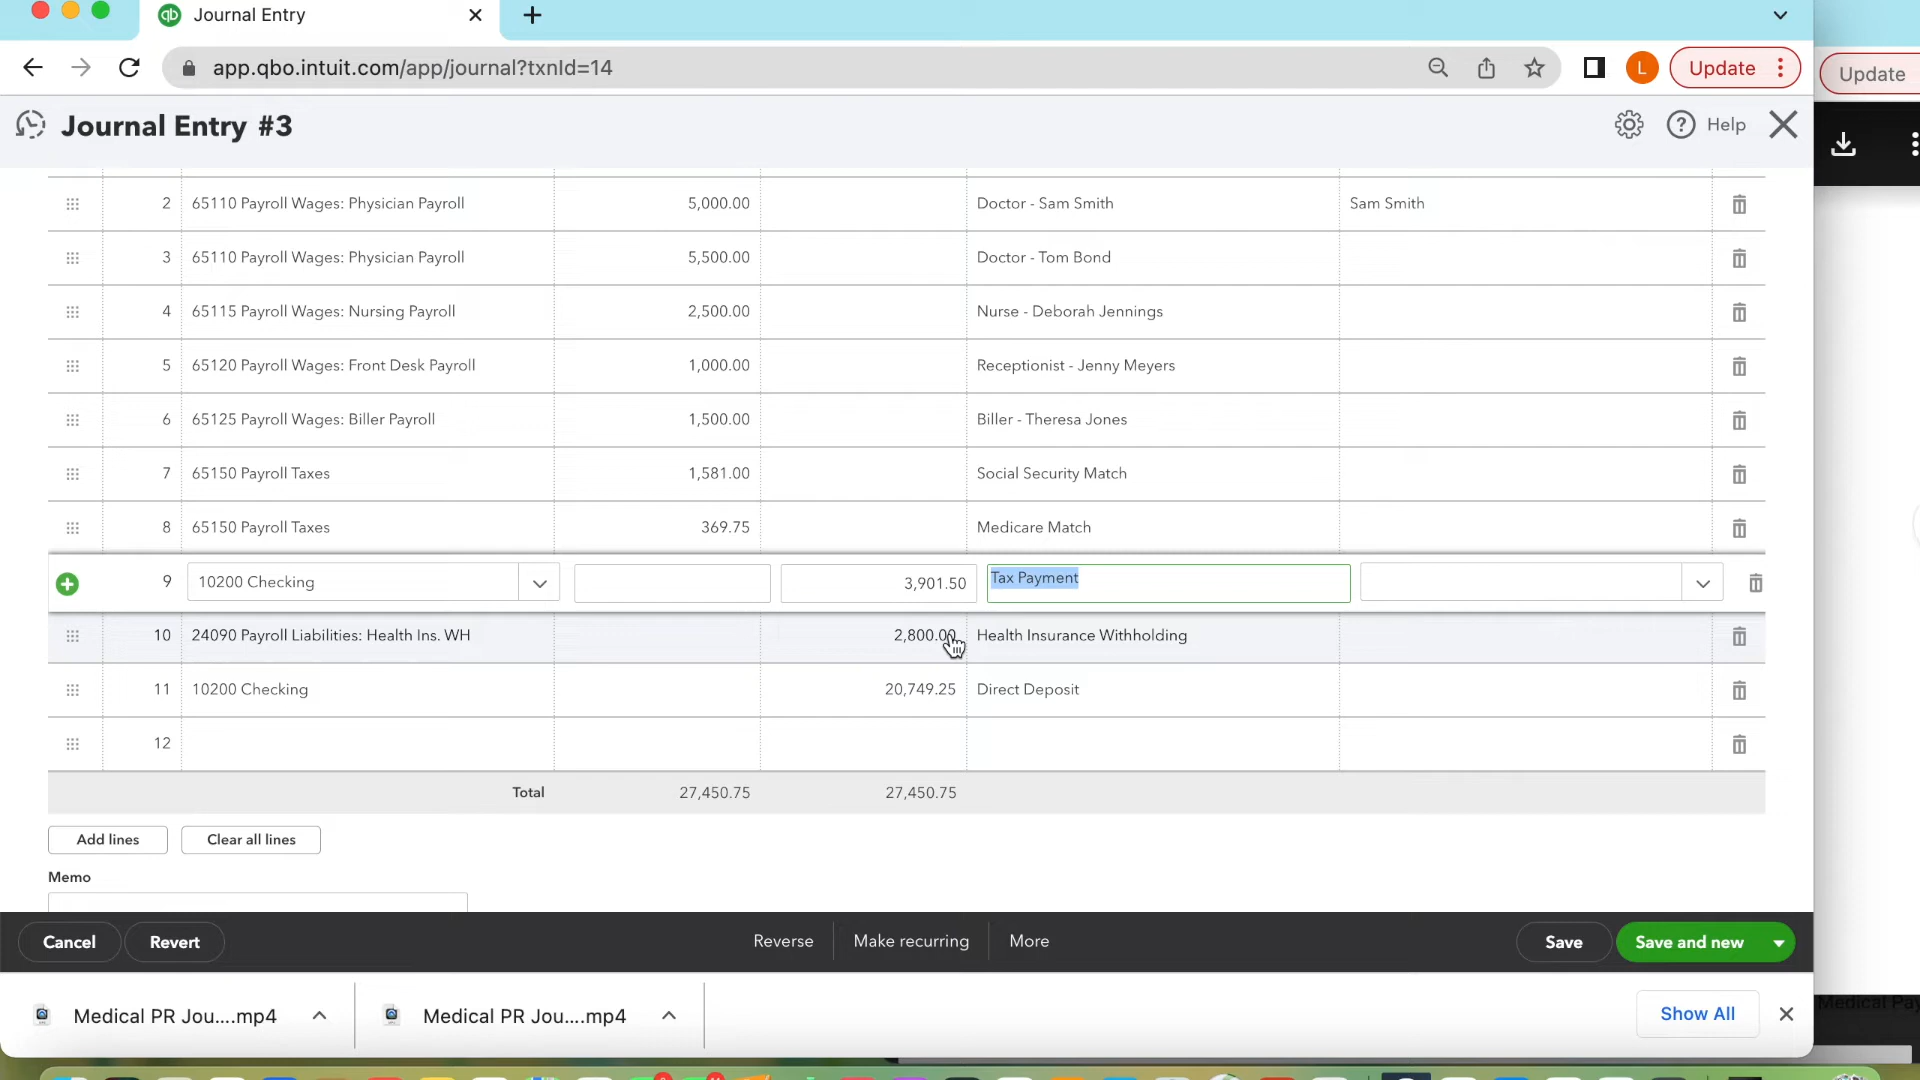 Journal Entry
app.qbo.intuit.com/app/journal?txnId=14
L
Update
Update
Journal Entry #3
Help
2 65110 Payroll Wages: Physician Payroll 5,000.00 Doctor - Sam Smith Sam Smith
3 65110 Payroll Wages: Physician Payroll 5,500.00 Doctor - Tom Bond
4 65115 Payroll Wages: Nursing Payroll 2,500.00 Nurse - Deborah Jennings
5 65120 Payroll Wages: Front Desk Payroll 1,000.00 Receptionist - Jenny Meyers
6 65125 Payroll Wages: Biller Payroll 1,500.00 Biller - Theresa Jones
7 65150 Payroll Taxes 1,581.00 Social Security Match
8 65150 Payroll Taxes 369.75 Medicare Match
9 10200 Checking 3,901.50 Tax Payment
10 24090 Payroll Liabilities: Health Ins. WH 2,800.00 Health Insurance Withholding
11 10200 Checking 20,749.25 Direct Deposit
12
Total 27,450.75 27,450.75
Add lines Clear all lines
Memo
Cancel Revert Reverse Make recurring More Save Save and new
Medical PR Jou....mp4 Medical PR Jou....mp4 Show All
Medical Pay